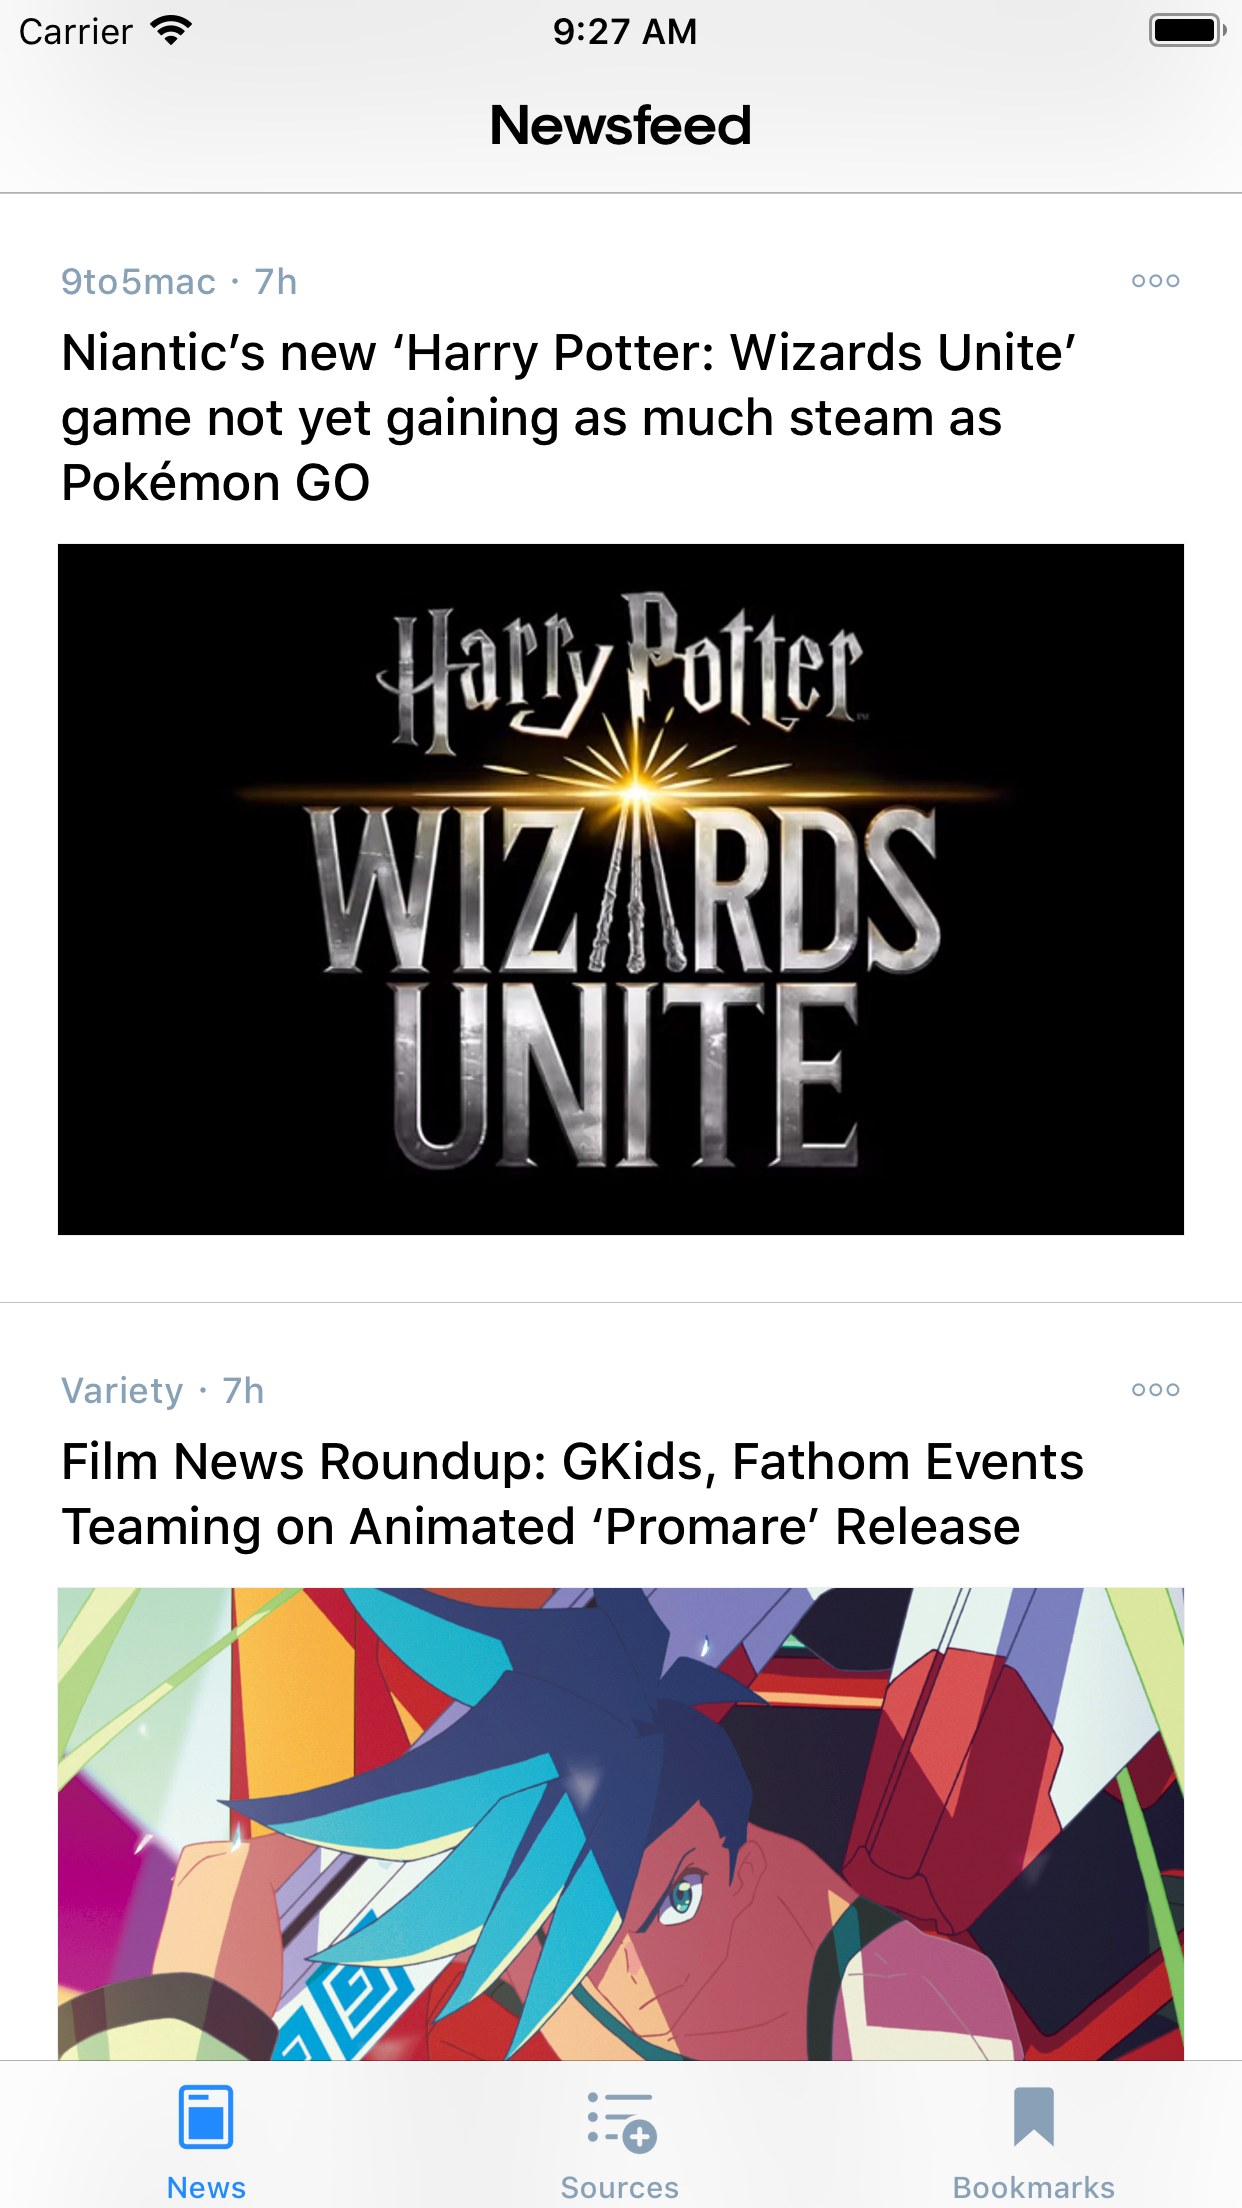 Carrier 9:27 AM
Newsfeed
9to5mac · 7h
Niantic’s new ‘Harry Potter: Wizards Unite’
game not yet gaining as much steam as
Pokémon GO
Harry Potter™
WIZARDS
UNITE
Variety · 7h
Film News Roundup: GKids, Fathom Events
Teaming on Animated ‘Promare’ Release
News Sources Bookmarks